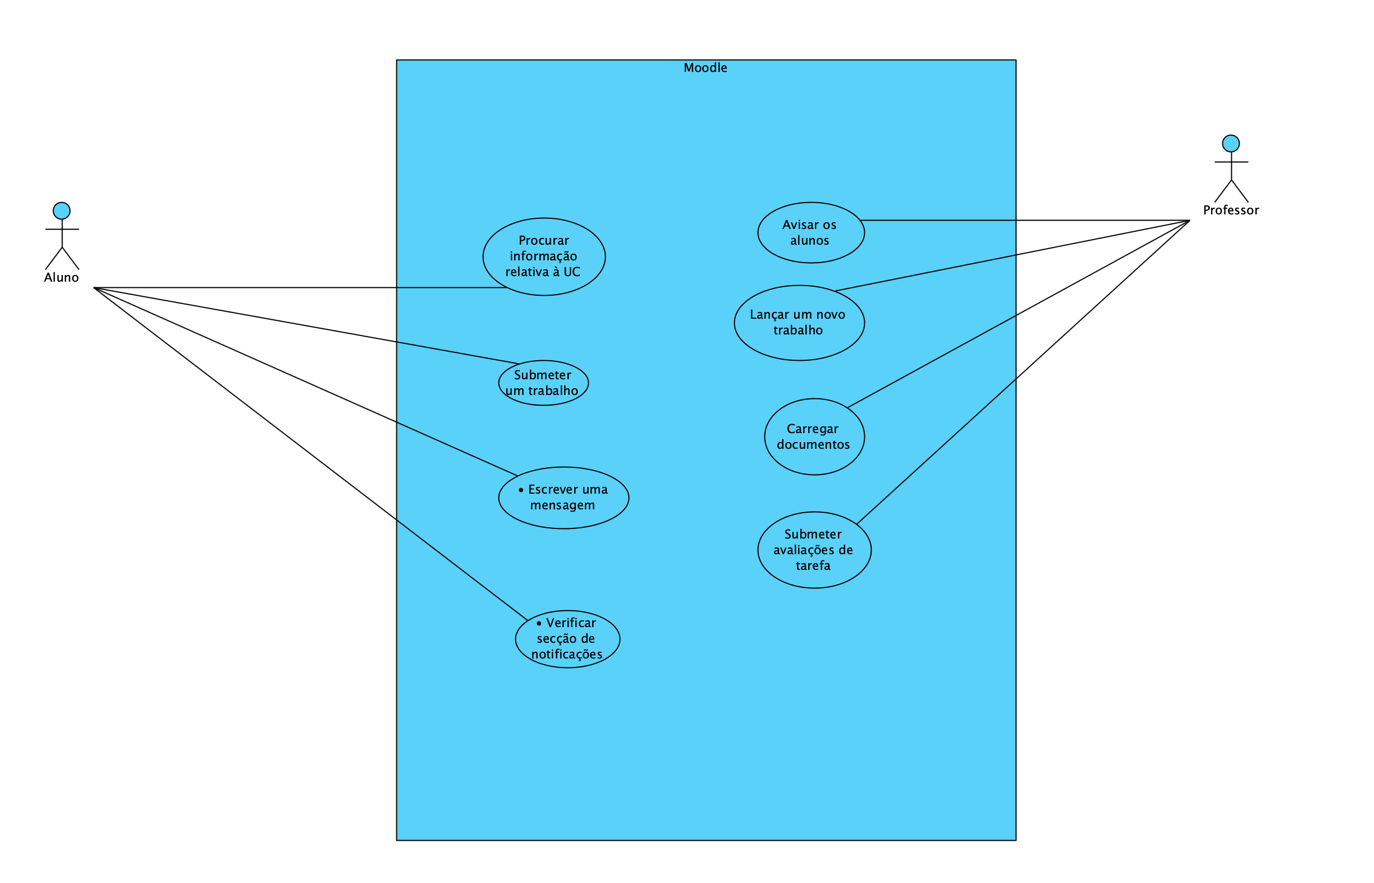 Moodle
Professor
Aluno
Procurar
informação
relativa à UC
Avisar os
alunos
Lançar um novo
trabalho
Submeter
um trabalho
Carregar
documentos
• Escrever uma
mensagem
Submeter
avaliações de
tarefa
• Verificar
secção de
notificações